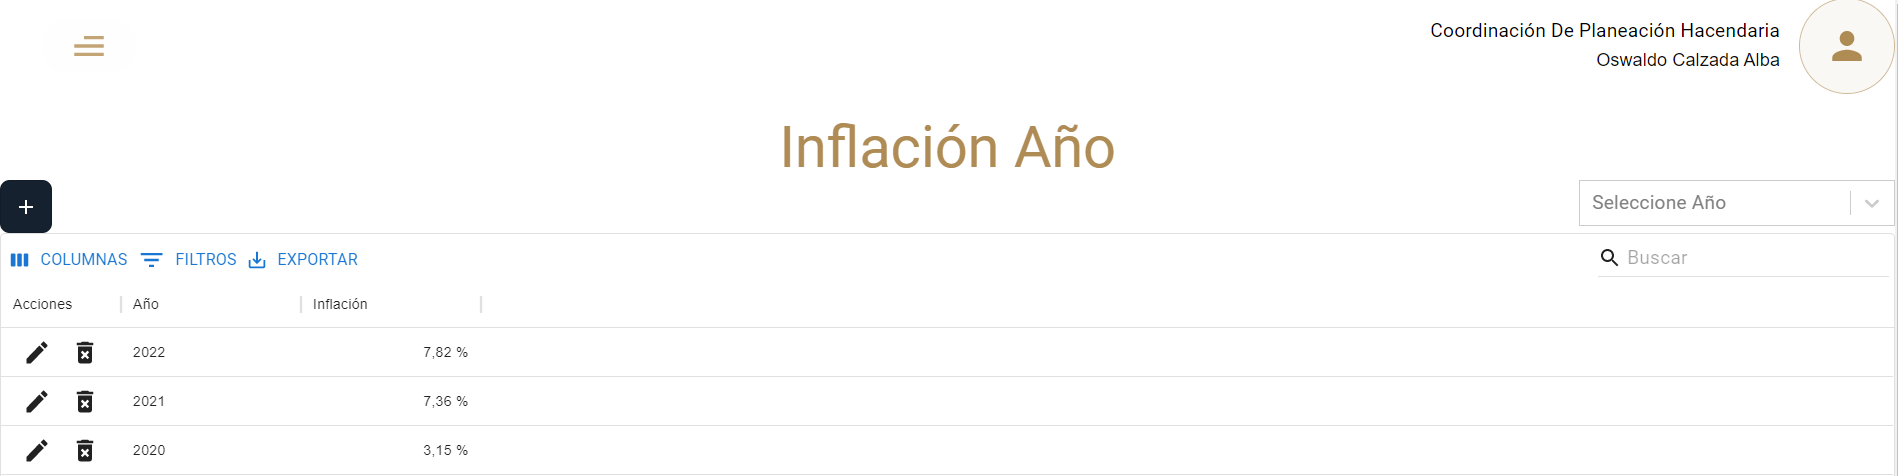 Coordinación De Planeación Hacendaria
Oswaldo Calzada Alba
Inflación Año
Seleccione Año
COLUMNAS FILTROS EXPORTAR
Buscar
Acciones Año Inflación
2022 7,82 %
2021 7,36 %
2020 3,15 %